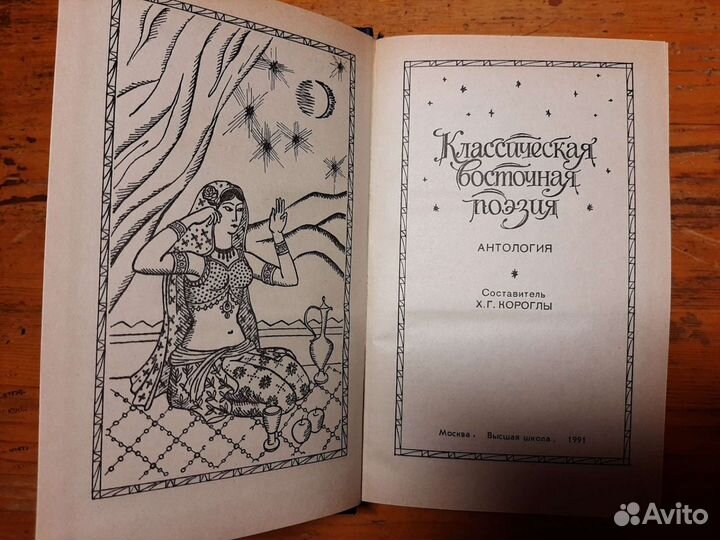 Классическая
восточная
поэзия
АНТОЛОГИЯ
Составитель
Х.Г. КОРОГЛЫ
Москва. Высшая школа, 1991
Avito